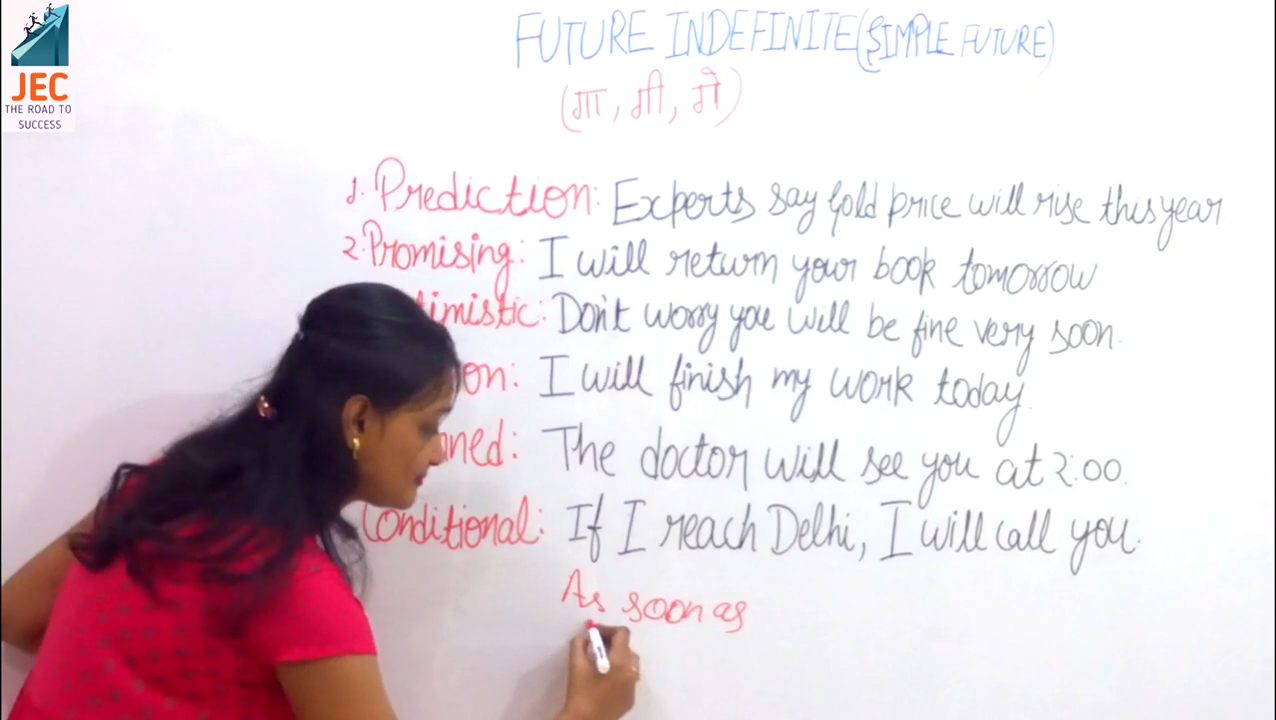 JEC
THE ROAD TO
SUCCESS
FUTURE INDEFINITE (SIMPLE FUTURE)
(गा, गी, गे)
1. Prediction: Experts say Gold price will rise this year
2. Promising: I will return your book tomorrow
Don't worry you will be fine very soon.
I will finish my work today.
The doctor will see you at 2:00.
Conditional: If I reach Delhi, I will call you.
As soon as